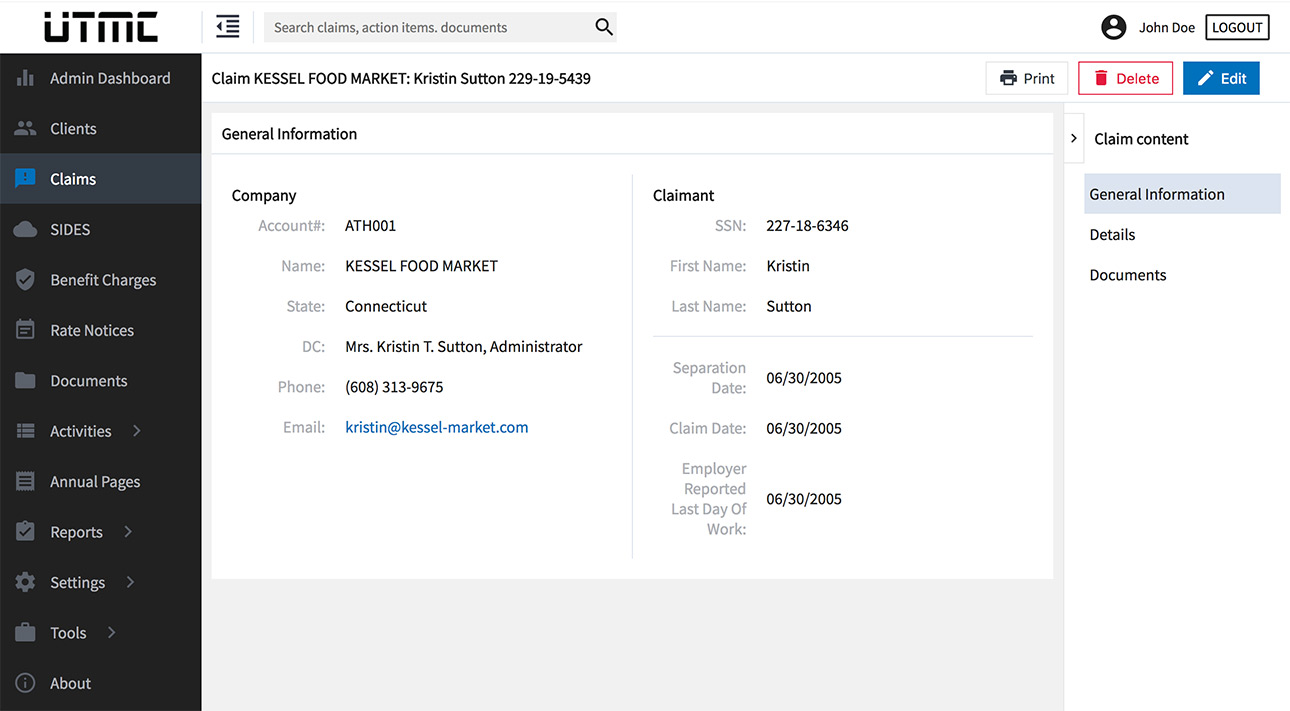 UTMC
Search claims, action items. documents
John Doe
LOGOUT
Admin Dashboard
Clients
Claims
SIDES
Benefit Charges
Rate Notices
Documents
Activities
Annual Pages
Reports
Settings
Tools
About
Claim KESSEL FOOD MARKET: Kristin Sutton 229-19-5439
Print
Delete
Edit
General Information
Company
Account#: ATH001
Name: KESSEL FOOD MARKET
State: Connecticut
DC: Mrs. Kristin T. Sutton, Administrator
Phone: (608) 313-9675
Email: kristin@kessel-market.com
Claimant
SSN: 227-18-6346
First Name: Kristin
Last Name: Sutton
Separation
Date: 06/30/2005
Claim Date: 06/30/2005
Employer
Reported
Last Day Of
Work: 06/30/2005
Claim content
General Information
Details
Documents